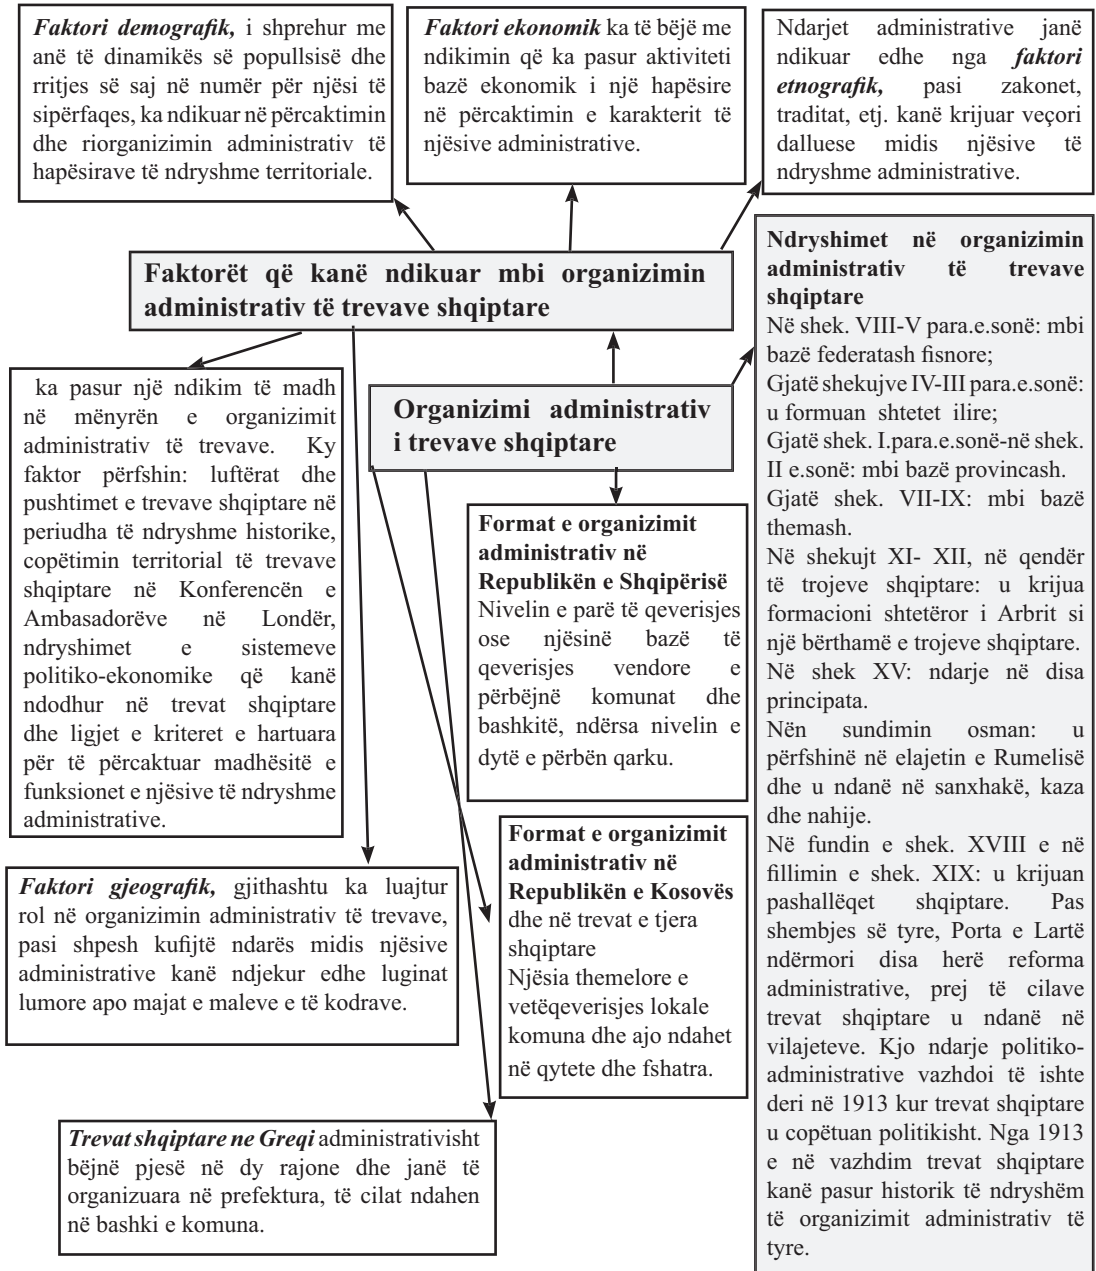 Faktori demografik, i shprehur me
anë të dinamikës së popullsisë dhe
rritjes së saj në numër për njësi të
sipërfaqes, ka ndikuar në përcaktimin
dhe riorganizimin administrativ të
hapësirave të ndryshme territoriale.
Faktori ekonomik ka të bëjë me
ndikimin që ka pasur aktiviteti
bazë ekonomik i një hapësire
në përcaktimin e karakterit të
njësive administrative.
Ndarjet administrative janë
ndikuar edhe nga faktori
etnografik, pasi zakonet,
traditat, etj. kanë krijuar veçori
dalluese midis njësive të
ndryshme administrative.
Faktorët që kanë ndikuar mbi organizimin
administrativ të trevave shqiptare
ka pasur një ndikim të madh
në mënyrën e organizimit
administrativ të trevave. Ky
faktor përfshin: luftërat dhe
pushtimet e trevave shqiptare në
periudha të ndryshme historike,
copëtimin territorial të trevave
shqiptare në Konferencën e
Ambasadorëve në Londër,
ndryshimet e sistemeve
politiko-ekonomike që kanë
ndodhur në trevat shqiptare
dhe ligjet e kriteret e hartuara
për të përcaktuar madhësitë e
funksionet e njësive të ndryshme
administrative.
Organizimi administrativ
i trevave shqiptare
Format e organizimit
administrativ në
Republikën e Shqipërisë
Nivelin e parë të qeverisjes
ose njësinë bazë të
qeverisjes vendore e
përbëjnë komunat dhe
bashkitë, ndërsa nivelin e
dytë e përbën qarku.
Format e organizimit
administrativ në
Republikën e Kosovës
dhe në trevat e tjera
shqiptare
Njësia themelore e
vetëqeverisjes lokale
komuna dhe ajo ndahet
në qytete dhe fshatra.
Faktori gjeografik, gjithashtu ka luajtur
rol në organizimin administrativ të trevave,
pasi shpesh kufijtë ndarës midis njësive
administrative kanë ndjekur edhe luginat
lumore apo majat e maleve e të kodrave.
Trevat shqiptare ne Greqi administrativisht
bëjnë pjesë në dy rajone dhe janë të
organizuara në prefektura, të cilat ndahen
në bashki e komuna.
Ndryshimet në organizimin
administrativ të trevave
shqiptare
Në shek. VIII-V para.e.sonë: mbi
bazë federatash fisnore;
Gjatë shekujve IV-III para.e.sonë:
u formuan shtetet ilire;
Gjatë shek. I.para.e.sonë-në shek.
II e.sonë: mbi bazë provincash.
Gjatë shek. VII-IX: mbi bazë
themash.
Në shekujt XI- XII, në qendër
të trojeve shqiptare: u krijua
formacioni shtetëror i Arbrit si
një bërthamë e trojeve shqiptare.
Në shek XV: ndarje në disa
principata.
Nën sundimin osman: u
përfshinë në elajetin e Rumelisë
dhe u ndanë në sanxhakë, kaza
dhe nahije.
Në fundin e shek. XVIII e në
fillimin e shek. XIX: u krijuan
pashallëqet shqiptare. Pas
shembjes së tyre, Porta e Lartë
ndërmori disa herë reforma
administrative, prej të cilave
trevat shqiptare u ndanë në
vilajeteve. Kjo ndarje politiko-
administrative vazhdoi të ishte
deri në 1913 kur trevat shqiptare
u copëtuan politikisht. Nga 1913
e në vazhdim trevat shqiptare
kanë pasur historik të ndryshëm
të organizimit administrativ të
tyre.